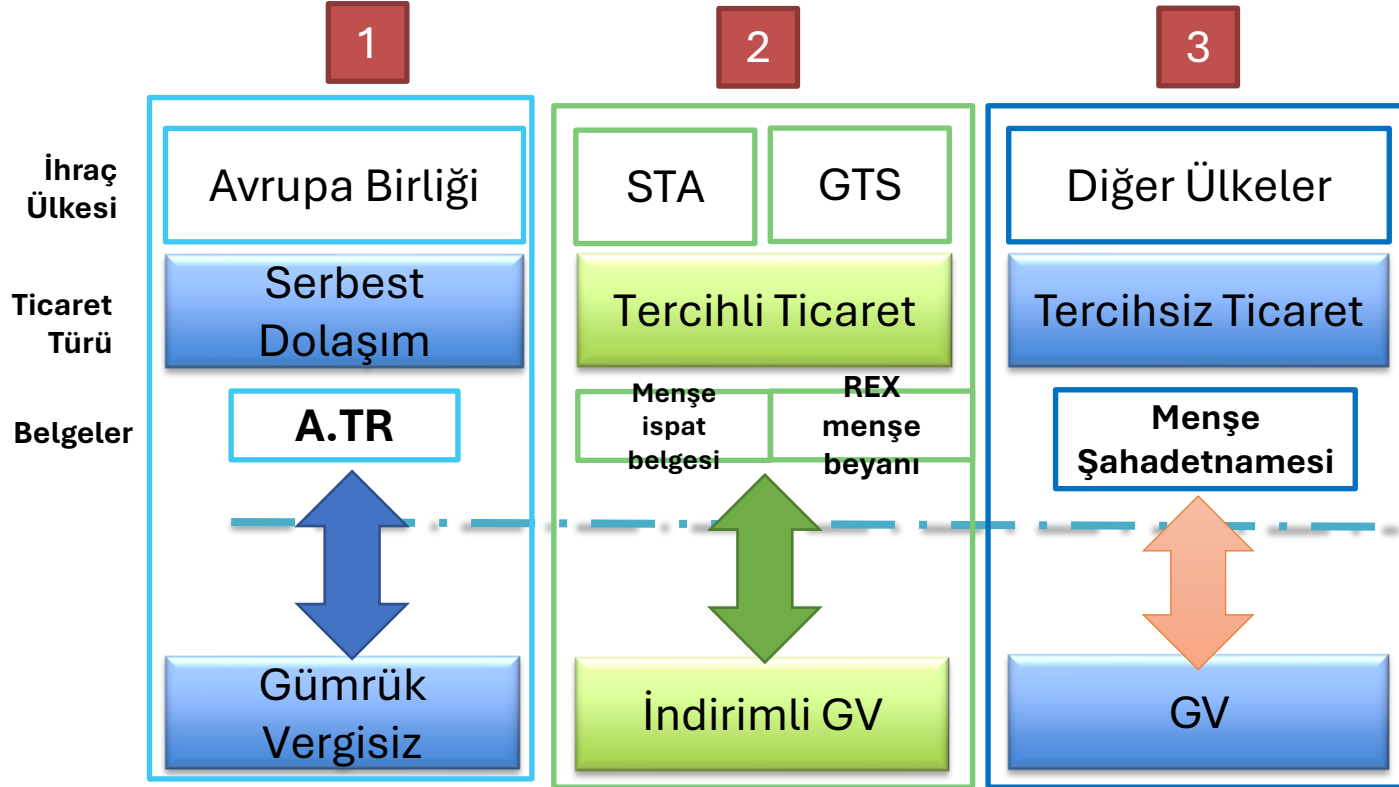 1
2
3
İhraç
Ülkesi
Avrupa Birliği
STA
GTS
Diğer Ülkeler
Ticaret
Türü
Serbest
Dolaşım
Tercihli Ticaret
Tercihsiz Ticaret
Belgeler
A.TR
Menşe
ispat
belgesi
REX
menşe
beyanı
Menşe
Şahadetnamesi
Gümrük
Vergisiz
İndirimli GV
GV